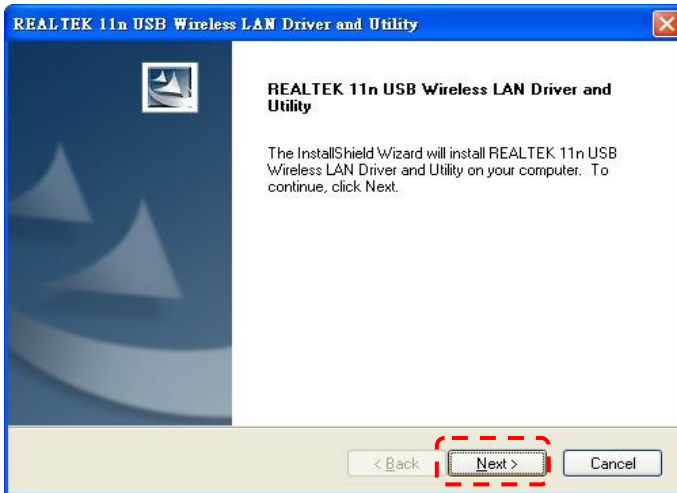 REALTEK 11n USB Wireless LAN Driver and Utility
REALTEK 11n USB Wireless LAN Driver and
Utility
The InstallShield Wizard will install REALTEK 11n USB
Wireless LAN Driver and Utility on your computer. To
continue, click Next.
< Back Next > Cancel